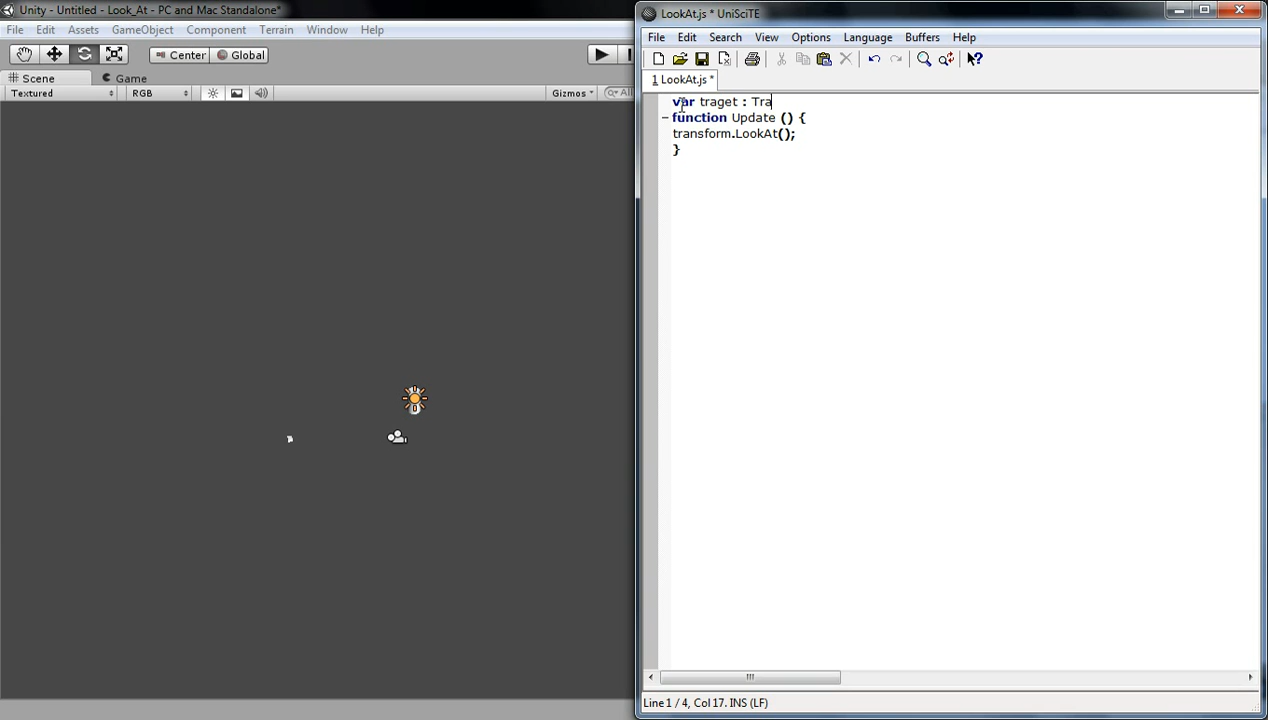 Unity - Untitled - Look_At - PC and Mac Standalone*
File Edit Assets GameObject Component Terrain Window Help
Center Global
Scene Game
Textured RGB Gizmos All
LookAt.js * UniSciTE
File Edit Search View Options Language Buffers Help
1 LookAt.js *
var traget : Tra
function Update () {
transform.LookAt();
}
Line 1 / 4, Col 17. INS (LF)